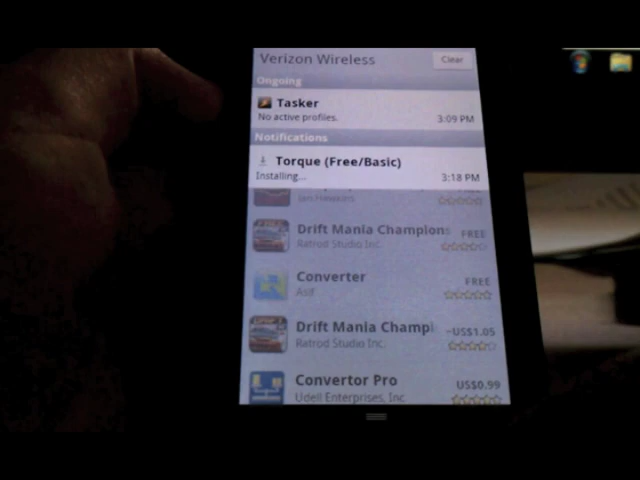 Verizon Wireless Clear
Ongoing
Tasker
No active profiles. 3:09 PM
Notifications
Torque (Free/Basic)
Installing... 3:18 PM
Ian Hawkins
Drift Mania Champions FREE
Ratrod Studio Inc.
Converter FREE
Asif
Drift Mania Champi ~US$1.05
Ratrod Studio Inc.
Convertor Pro US$0.99
Udell Enterprises, Inc